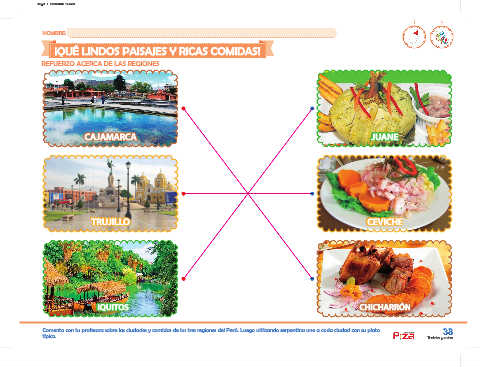 NOMBRE:
¡QUÉ LINDOS PAISAJES Y RICAS COMIDAS!
REFUERZO ACERCA DE LAS REGIONES
CAJAMARCA
JUANE
TRUJILLO
CEVICHE
IQUITOS
CHICHARRÓN
Comenta con tu profesora sobre las ciudades y comidas de las tres regiones del Perú. Luego utilizando serpentina une a cada ciudad con su plato
típico.
Pizza
38